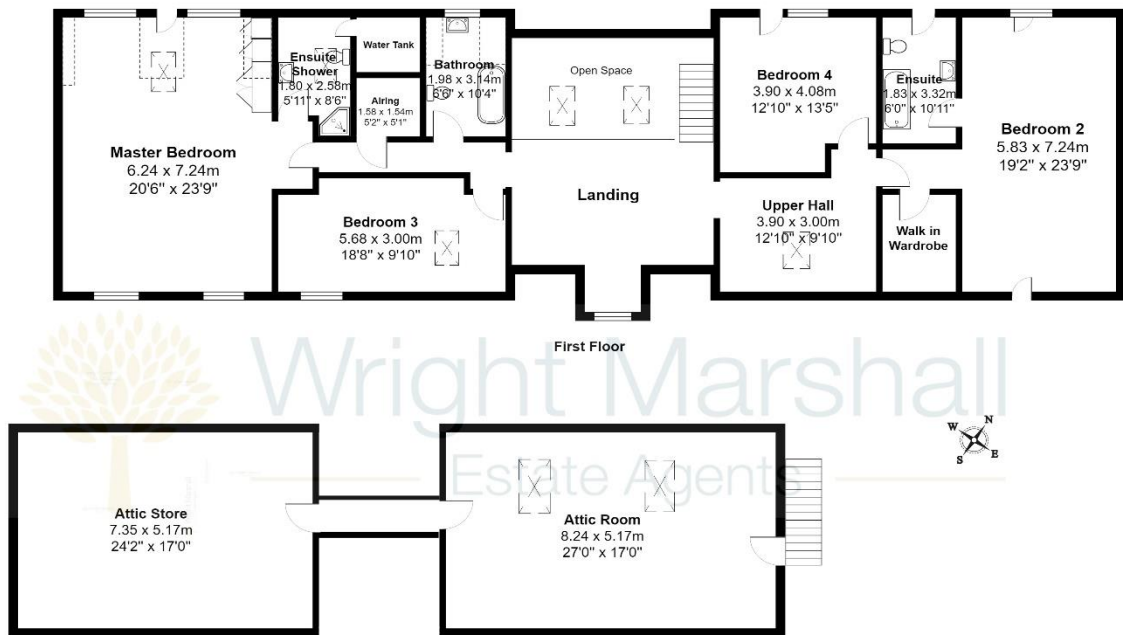 Master Bedroom
6.24 x 7.24m
20'6" x 23'9"
Ensuite
Shower
1.80 x 2.58m
5'11" x 8'6"
Water Tank
Airing
1.58 x 1.54m
5'2" x 5'1"
Bathroom
1.98 x 3.14m
6'6" x 10'4"
Open Space
Landing
Bedroom 3
5.68 x 3.00m
18'8" x 9'10"
Bedroom 4
3.90 x 4.08m
12'10" x 13'5"
Ensuite
1.83 x 3.32m
6'0" x 10'11"
Bedroom 2
5.83 x 7.24m
19'2" x 23'9"
Upper Hall
3.90 x 3.00m
12'10" x 9'10"
Walk in
Wardrobe
First Floor
Wright Marshall
Estate Agents
W N
S E
Attic Store
7.35 x 5.17m
24'2" x 17'0"
Attic Room
8.24 x 5.17m
27'0" x 17'0"